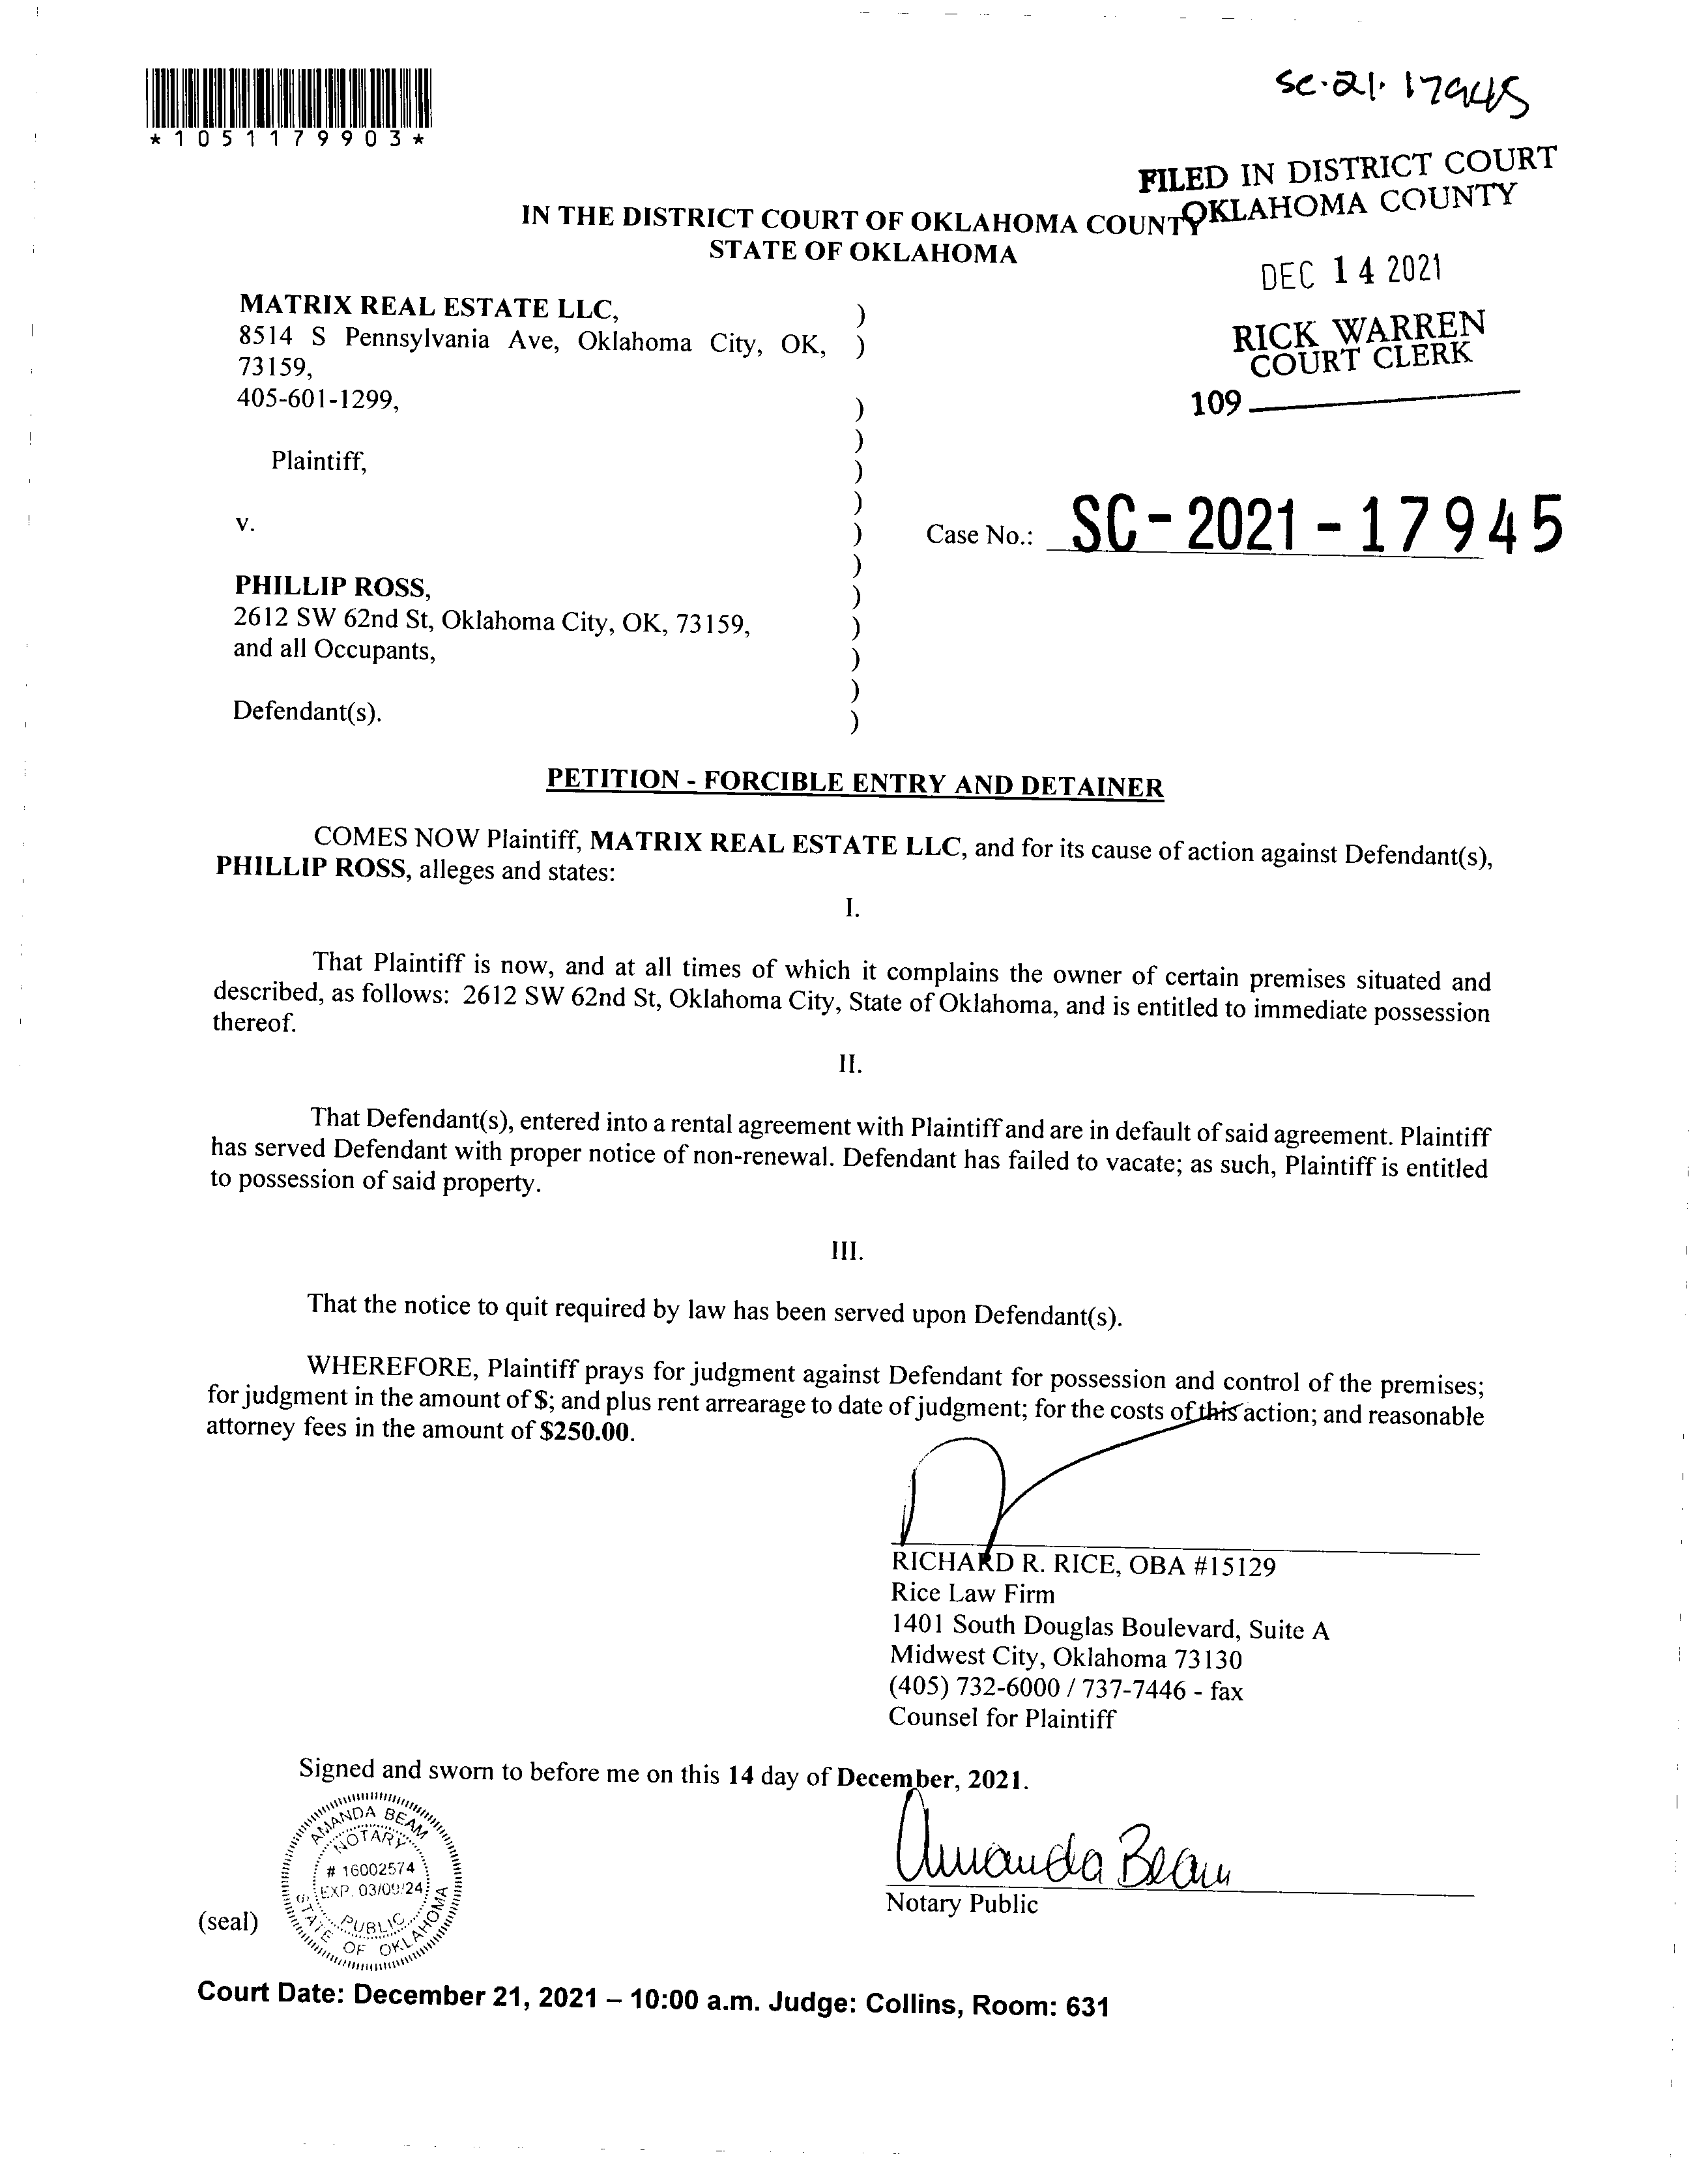 sc·21· 17945
*1051179903*
FILED IN DISTRICT COURT
OKLAHOMA COUNTY
IN THE DISTRICT COURT OF OKLAHOMA COUNTY
STATE OF OKLAHOMA
DEC 14 2021
RICK WARREN
COURT CLERK
109
MATRIX REAL ESTATE LLC, )
8514 S Pennsylvania Ave, Oklahoma City, OK, )
73159,
405-601-1299, )
)
Plaintiff, )
)
v. )
Case No.: SC-2021-17945
)
PHILLIP ROSS, )
2612 SW 62nd St, Oklahoma City, OK, 73159, )
and all Occupants, )
)
Defendant(s). )
PETITION - FORCIBLE ENTRY AND DETAINER
COMES NOW Plaintiff, MATRIX REAL ESTATE LLC, and for its cause of action against Defendant(s),
PHILLIP ROSS, alleges and states:
I.
That Plaintiff is now, and at all times of which it complains the owner of certain premises situated and
described, as follows: 2612 SW 62nd St, Oklahoma City, State of Oklahoma, and is entitled to immediate possession
thereof.
II.
That Defendant(s), entered into a rental agreement with Plaintiff and are in default of said agreement. Plaintiff
has served Defendant with proper notice of non-renewal. Defendant has failed to vacate; as such, Plaintiff is entitled
to possession of said property.
III.
That the notice to quit required by law has been served upon Defendant(s).
WHEREFORE, Plaintiff prays for judgment against Defendant for possession and control of the premises;
for judgment in the amount of $; and plus rent arrearage to date of judgment; for the costs of this action; and reasonable
attorney fees in the amount of $250.00.
RICHARD R. RICE, OBA #15129
Rice Law Firm
1401 South Douglas Boulevard, Suite A
Midwest City, Oklahoma 73130
(405) 732-6000 / 737-7446 - fax
Counsel for Plaintiff
Signed and sworn to before me on this 14 day of December, 2021.
AMANDA BEAM
NOTARY
# 16002574
EXP. 03/09/24
PUBLIC
STATE OF OKLAHOMA
Amanda Beam
Notary Public
(seal)
Court Date: December 21, 2021 – 10:00 a.m. Judge: Collins, Room: 631